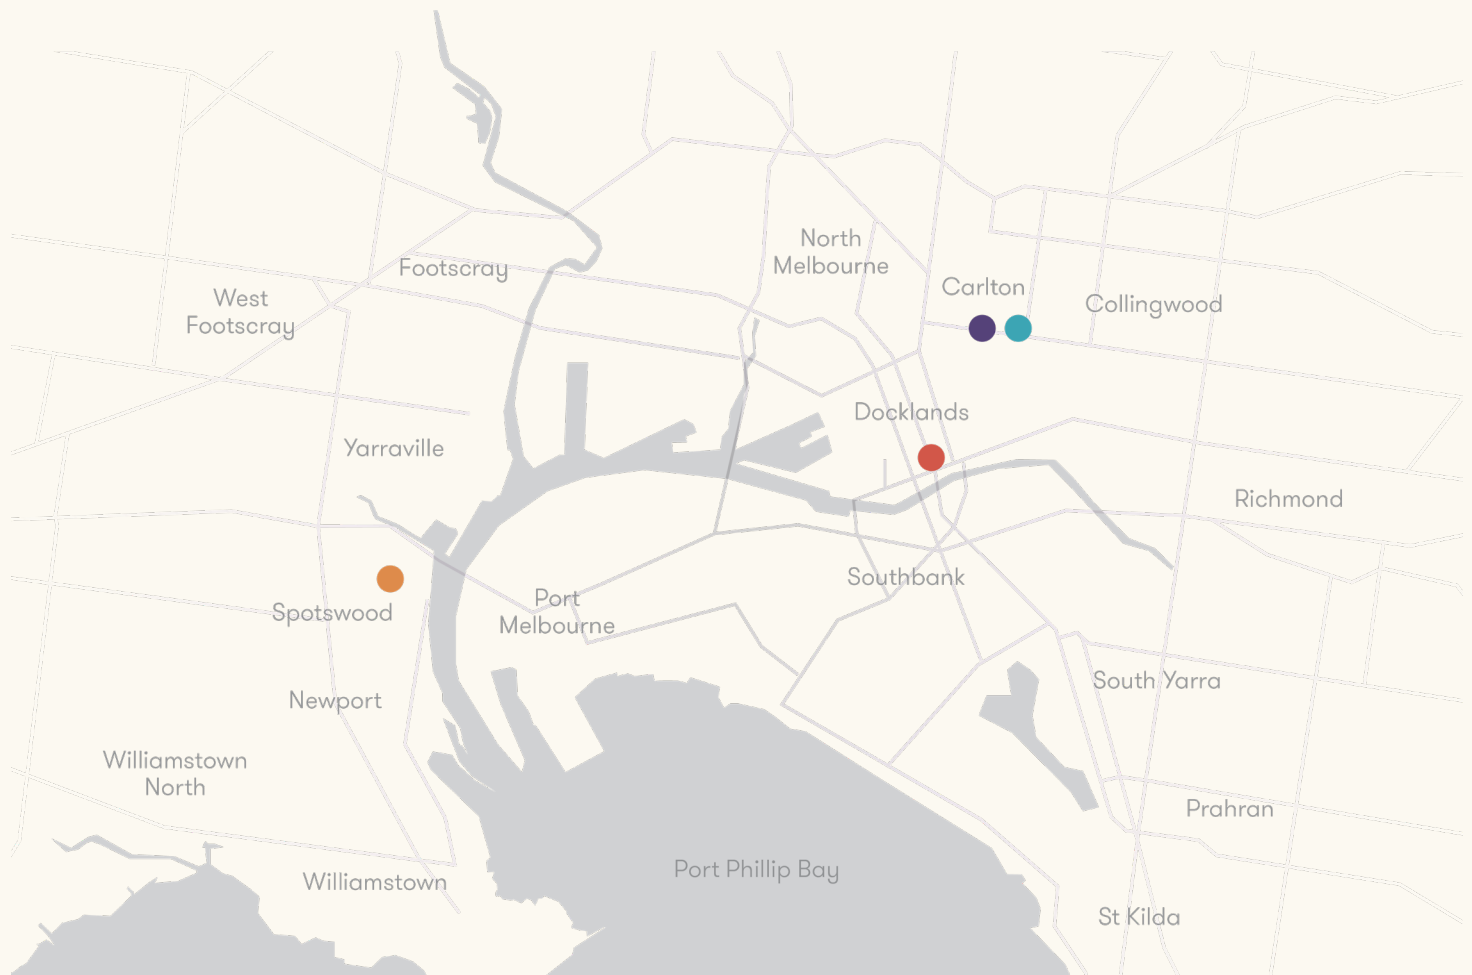 North
Melbourne
Footscray
Carlton
West
Footscray
Collingwood
Docklands
Yarraville
Richmond
Southbank
Port
Melbourne
Spotswood
South Yarra
Newport
Williamstown
North
Prahran
Port Phillip Bay
Williamstown
St Kilda